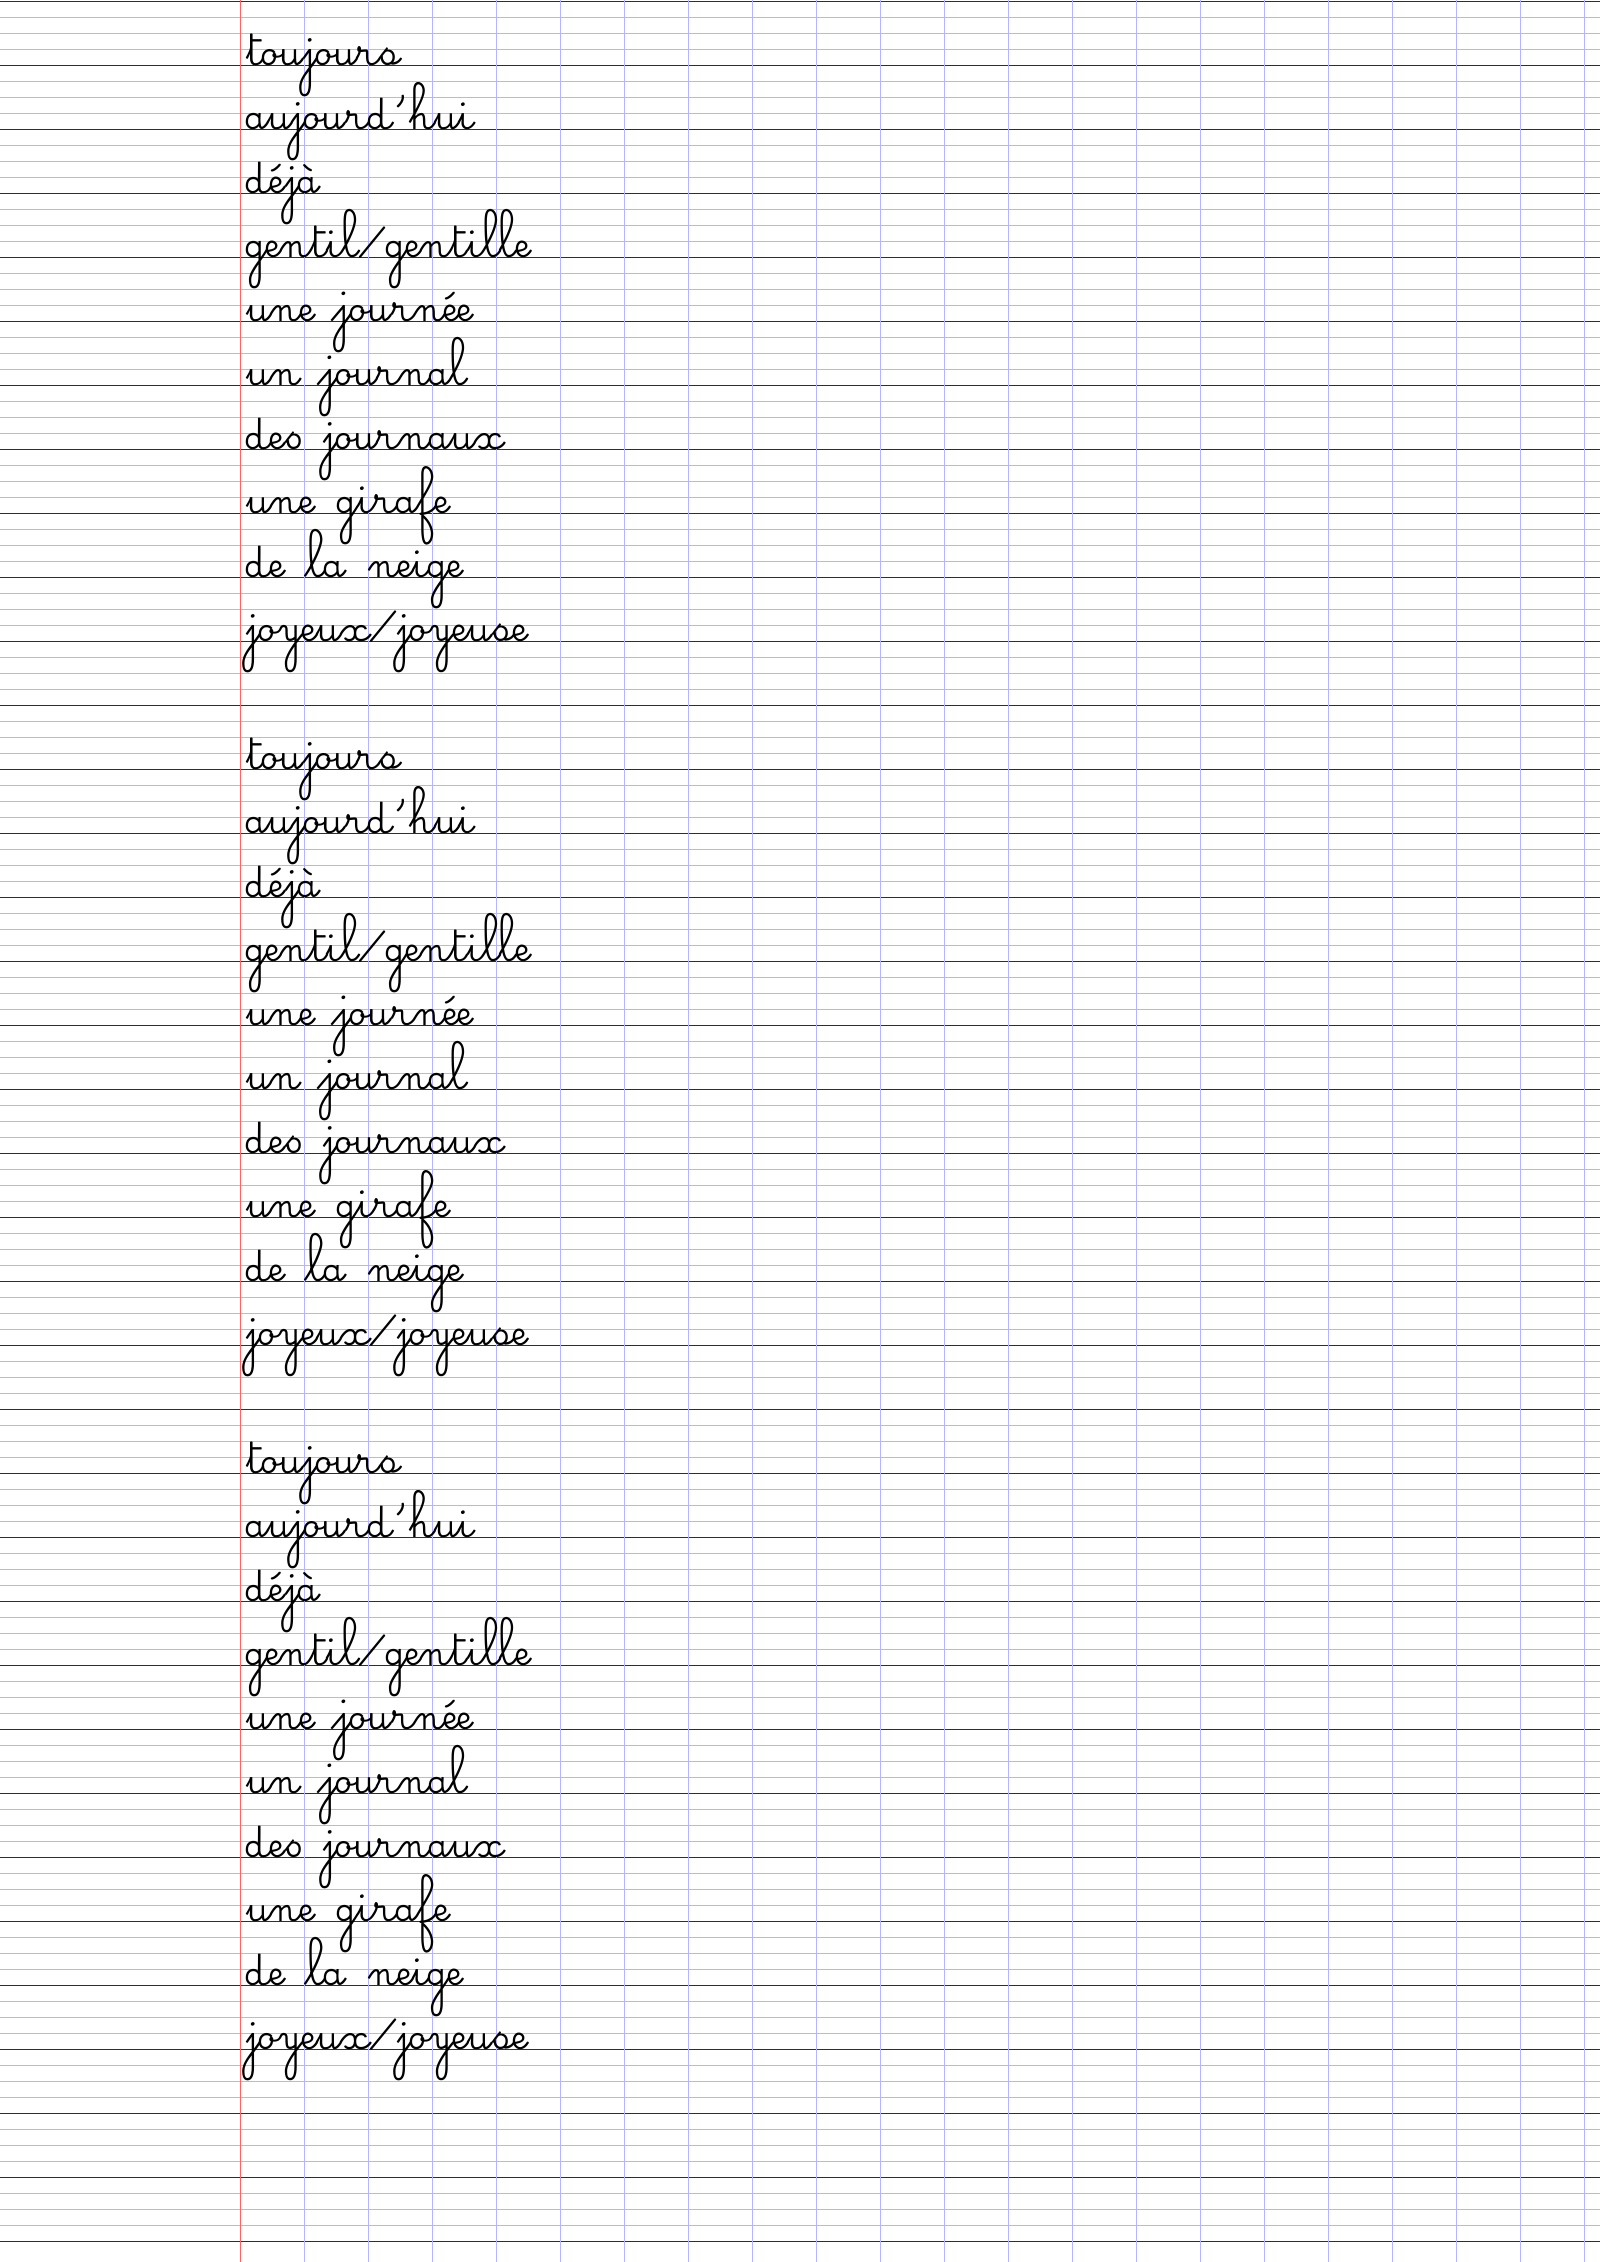 toujours
aujourd'hui
déjà
gentil/gentille
une journée
un journal
des journaux
une girafe
de la neige
joyeux/joyeuse
toujours
aujourd'hui
déjà
gentil/gentille
une journée
un journal
des journaux
une girafe
de la neige
joyeux/joyeuse
toujours
aujourd'hui
déjà
gentil/gentille
une journée
un journal
des journaux
une girafe
de la neige
joyeux/joyeuse